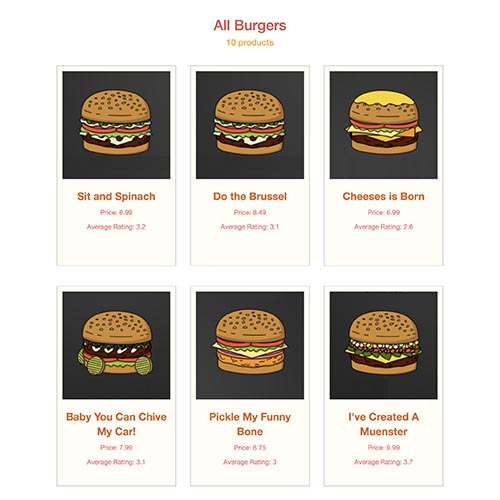 All Burgers
10 products
Sit and Spinach
Price: 6.99
Average Rating: 3.2
Do the Brussel
Price: 8.49
Average Rating: 3.1
Cheeses is Born
Price: 6.99
Average Rating: 2.6
Baby You Can Chive
My Car!
Price: 7.99
Average Rating: 3.1
Pickle My Funny
Bone
Price: 6.75
Average Rating: 3
I've Created A
Muenster
Price: 9.99
Average Rating: 3.7